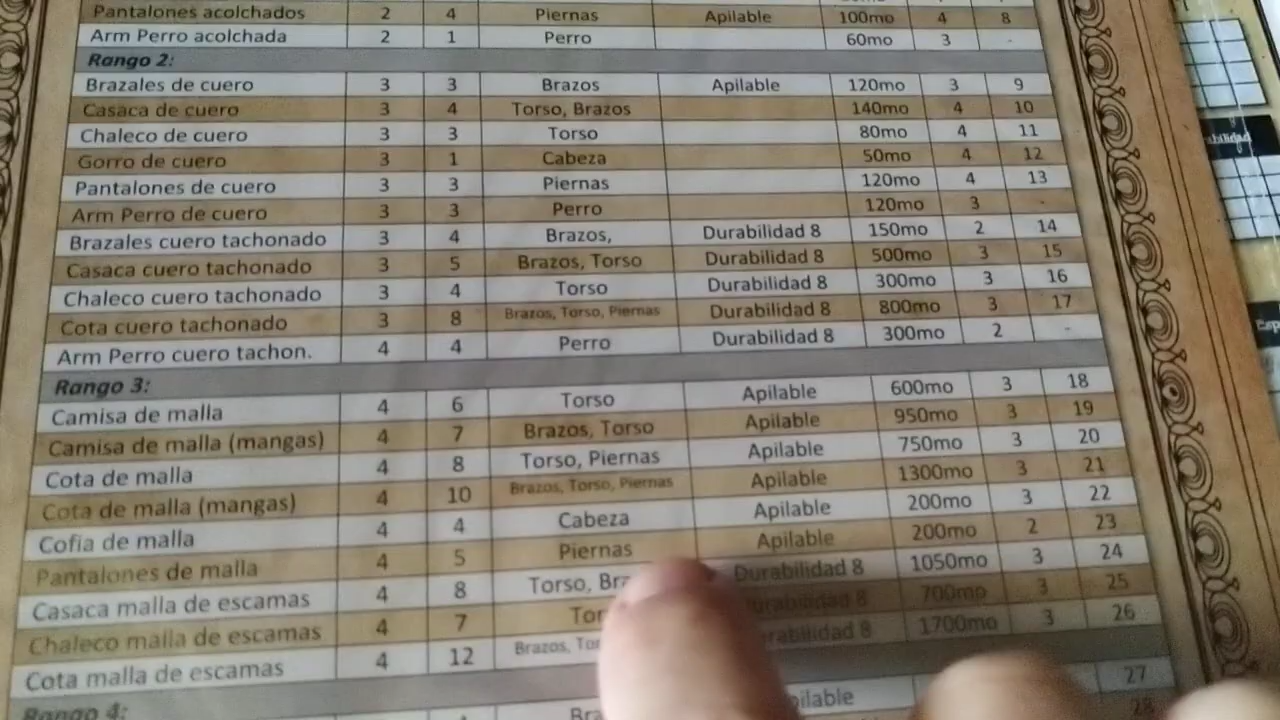 Pantalones acolchados 2 4 Piernas Apilable 100mo 4 8
Arm Perro acolchada 2 1 Perro 60mo 3 -
Rango 2:
Brazales de cuero 3 3 Brazos Apilable 120mo 3 9
Casaca de cuero 3 4 Torso, Brazos 140mo 4 10
Chaleco de cuero 3 3 Torso 80mo 4 11
Gorro de cuero 3 1 Cabeza 50mo 4 12
Pantalones de cuero 3 3 Piernas 120mo 4 13
Arm Perro de cuero 3 3 Perro 120mo 3 -
Brazales cuero tachonado 3 4 Brazos, Durabilidad 8 150mo 2 14
Casaca cuero tachonado 3 5 Brazos, Torso Durabilidad 8 500mo 3 15
Chaleco cuero tachonado 3 4 Torso Durabilidad 8 300mo 3 16
Cota cuero tachonado 3 8 Brazos, Torso, Piernas Durabilidad 8 800mo 3 17
Arm Perro cuero tachon. 4 4 Perro Durabilidad 8 300mo 2 -
Rango 3:
Camisa de malla 4 6 Torso Apilable 600mo 3 18
Camisa de malla (mangas) 4 7 Brazos, Torso Apilable 950mo 3 19
Cota de malla 4 8 Torso, Piernas Apilable 750mo 3 20
Cota de malla (mangas) 4 10 Brazos, Torso, Piernas Apilable 1300mo 3 21
Cofia de malla 4 4 Cabeza Apilable 200mo 3 22
Pantalones de malla 4 5 Piernas Apilable 200mo 2 23
Casaca malla de escamas 4 8 Torso, Bra Durabilidad 8 1050mo 3 24
Chaleco malla de escamas 4 7 Tor urabilidad 8 700mo 3 25
Cota malla de escamas 4 12 Brazos, Tor rabilidad 8 1700mo 3 26
Rango 4:
Bra pilable 27
28